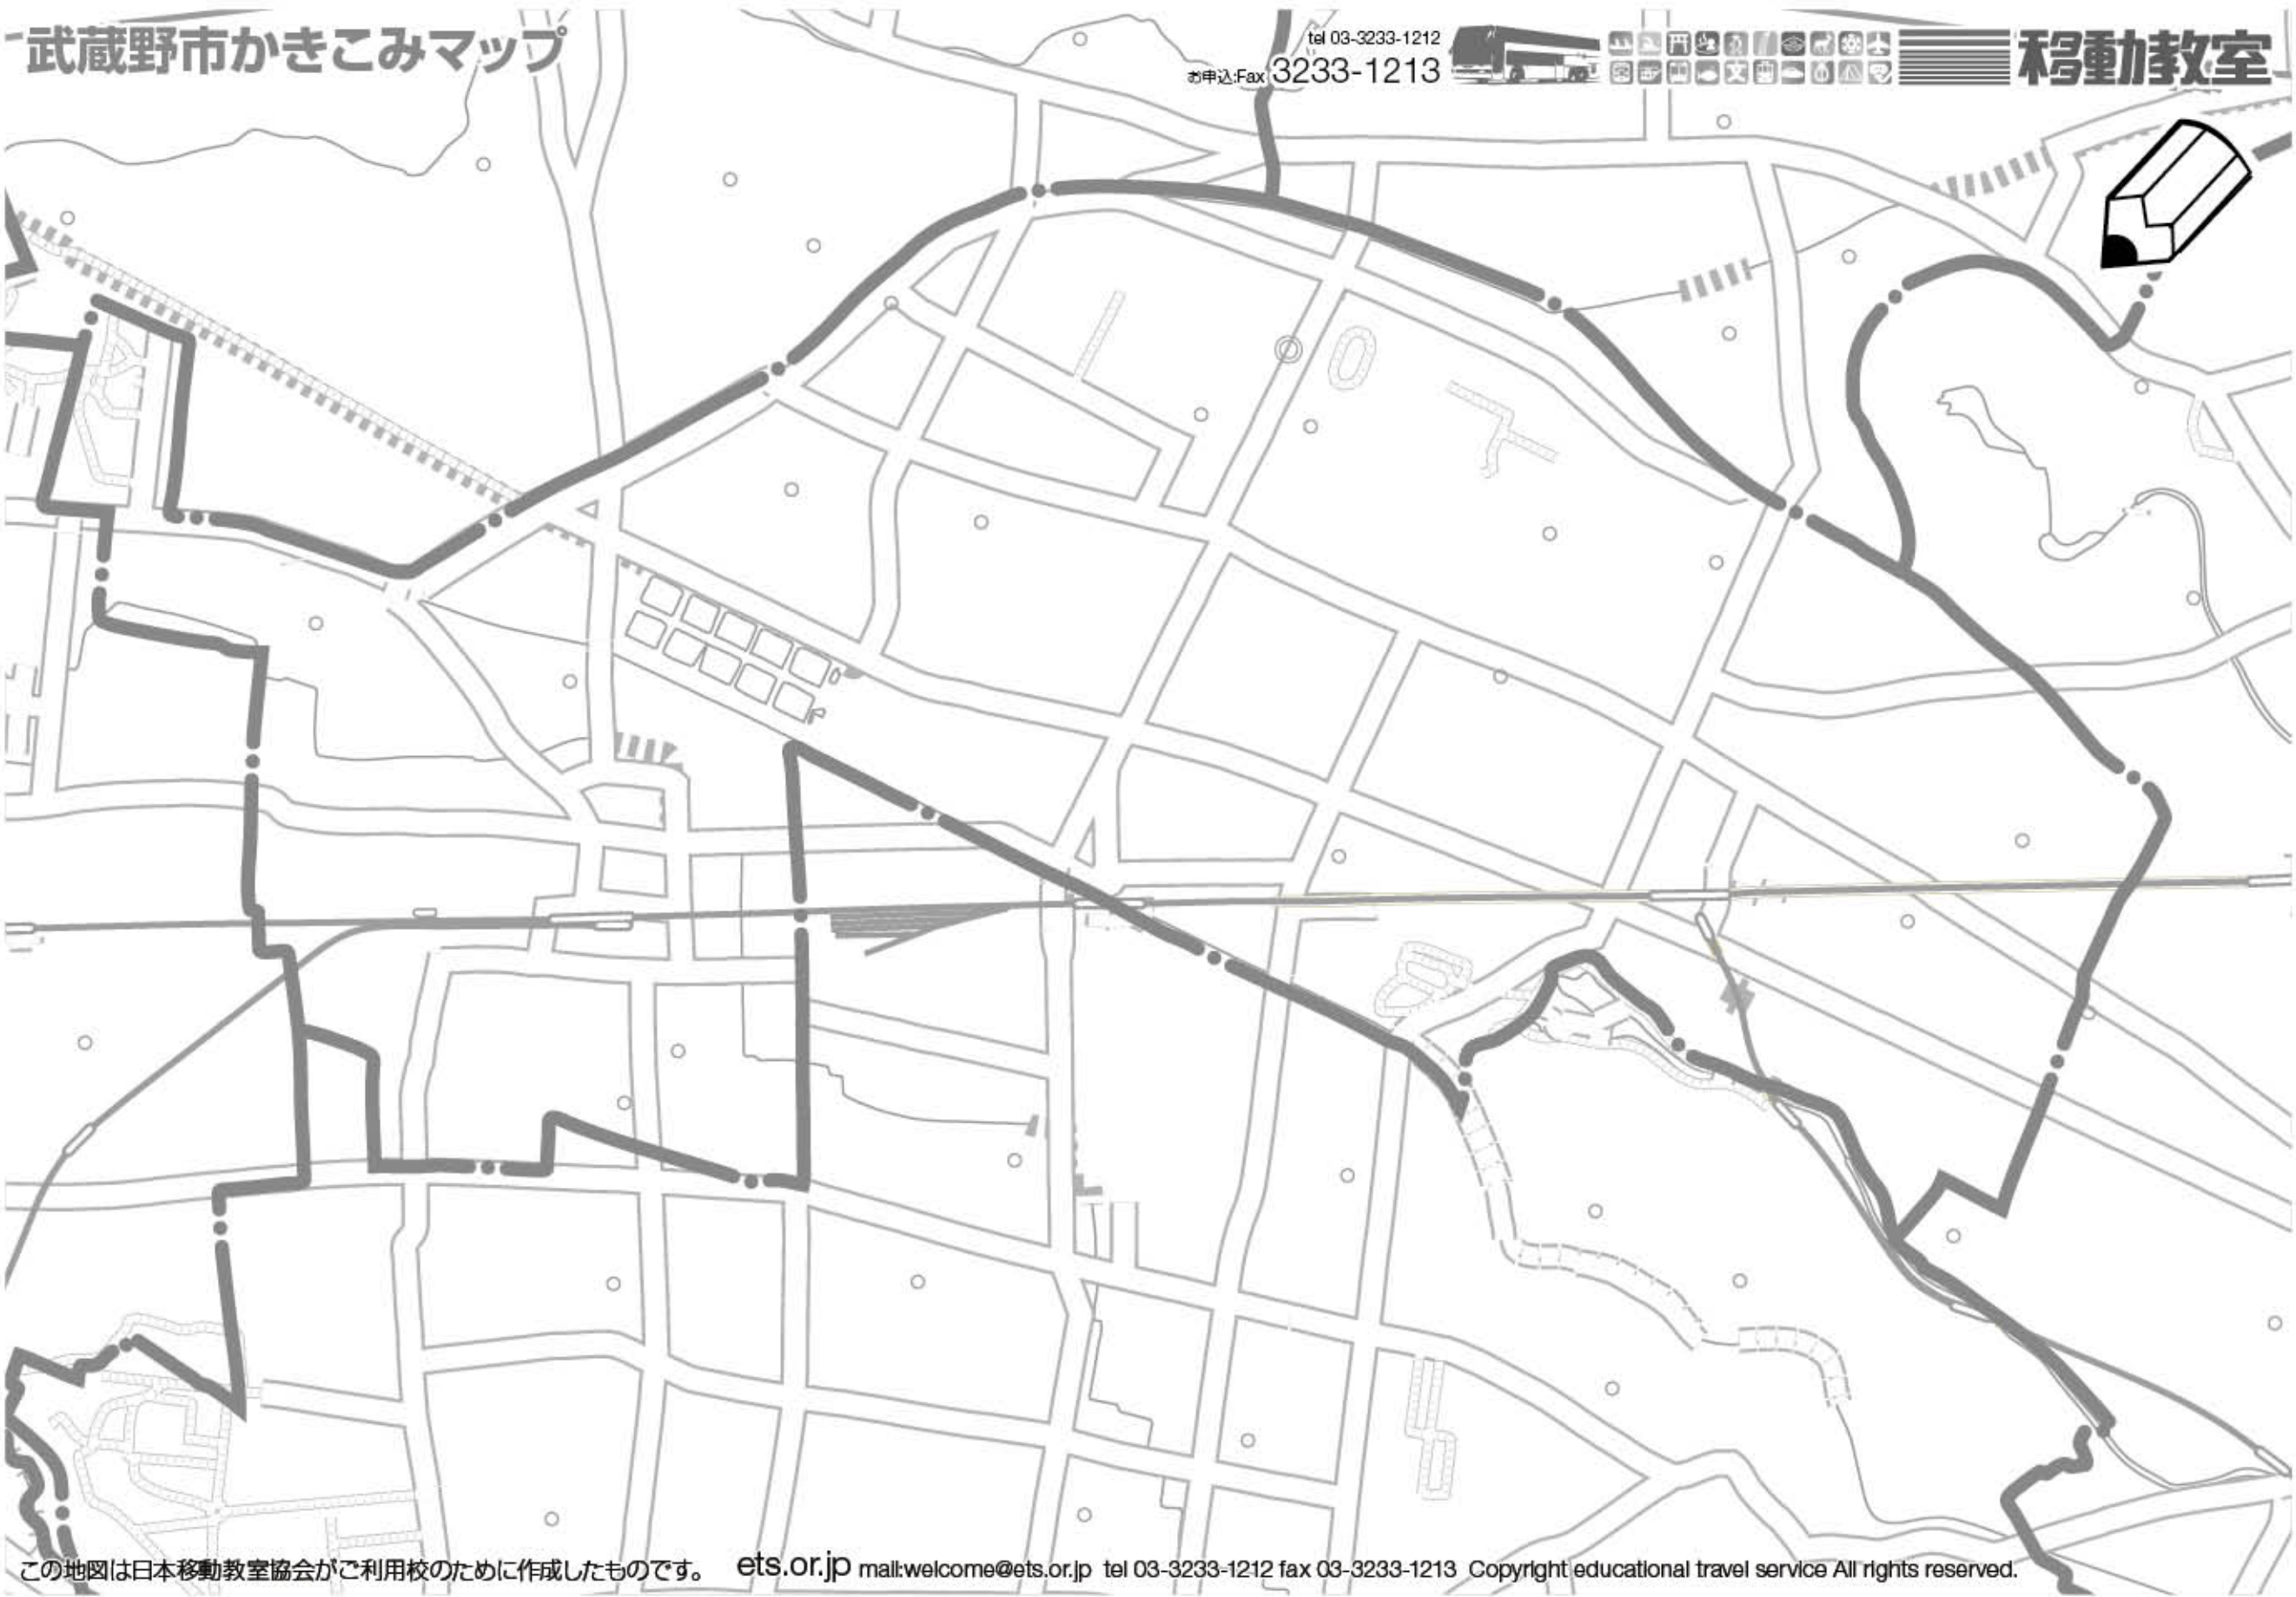 武蔵野市かきこみマップ
tel 03-3233-1212
お申込:Fax 3233-1213
移動教室
この地図は日本移動教室協会がご利用校のために作成したものです。 ets.or.jp mail:welcome@ets.or.jp tel 03-3233-1212 fax 03-3233-1213 Copyright educational travel service All rights reserved.